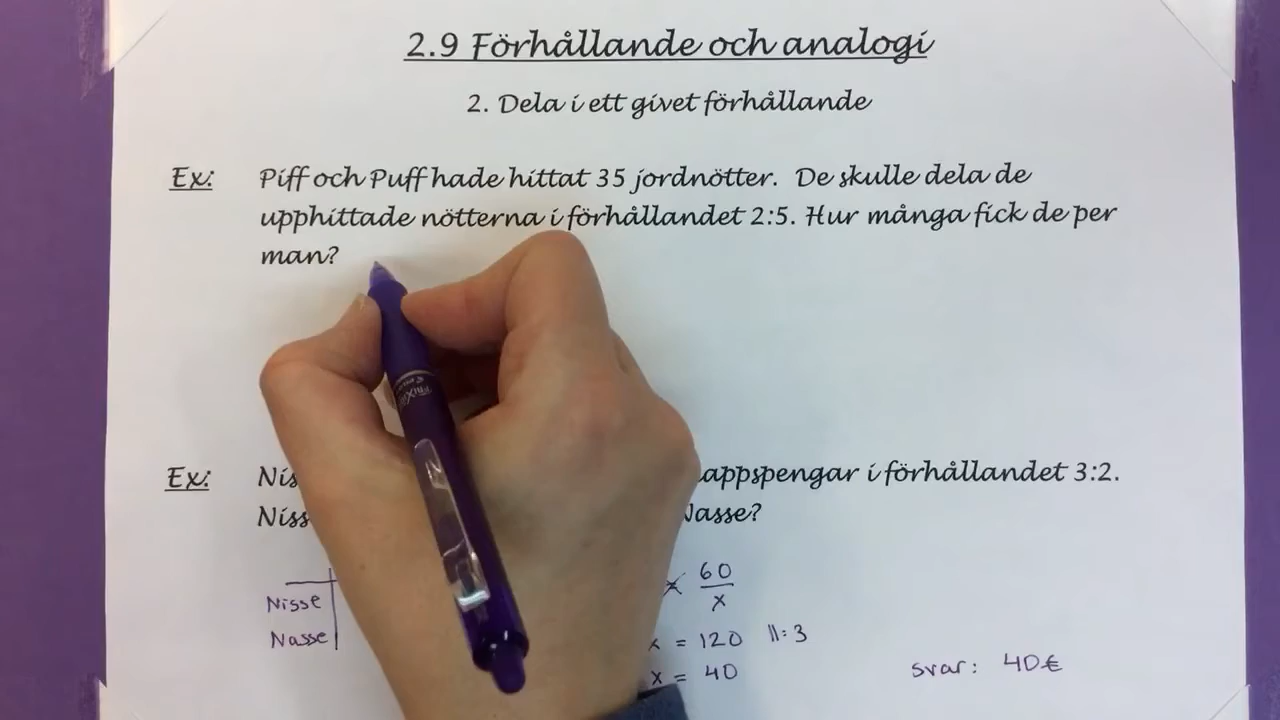 2.9 Förhållande och analogi
2. Dela i ett givet förhållande
Ex: Piff och Puff hade hittat 35 jordnötter. De skulle dela de
upphittade nötterna i förhållandet 2:5. Hur många fick de per
man?
Ex: appspengar i förhållandet 3:2.
Nasse?
60
x
Nisse
Nasse
x = 120 ||: 3
x = 40
svar: 40€